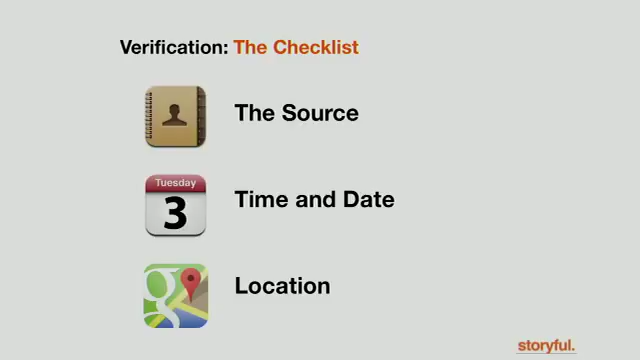 Verification: The Checklist
The Source
Tuesday
3
Time and Date
g
Location
storyful.